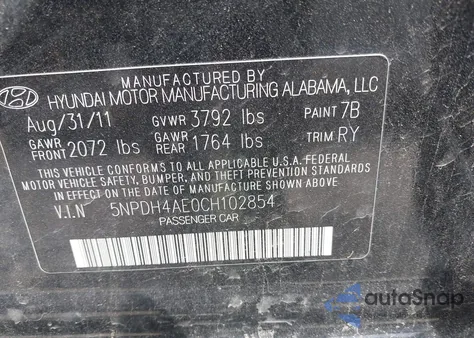 MANUFACTURED BY
HYUNDAI MOTOR MANUFACTURING ALABAMA, LLC
Aug/31/11 GVWR 3792 lbs PAINT 7B
GAWR FRONT 2072 lbs GAWR REAR 1764 lbs TRIM RY
THIS VEHICLE CONFORMS TO ALL APPLICABLE U.S.A. FEDERAL
MOTOR VEHICLE SAFETY, BUMPER, AND THEFT PREVENTION STANDARDS
IN EFFECT ON THE DATE OF MANUFACTURE SHOWN ABOVE.
V.I.N 5NPDH4AE0CH102854
PASSENGER CAR
autoSnap